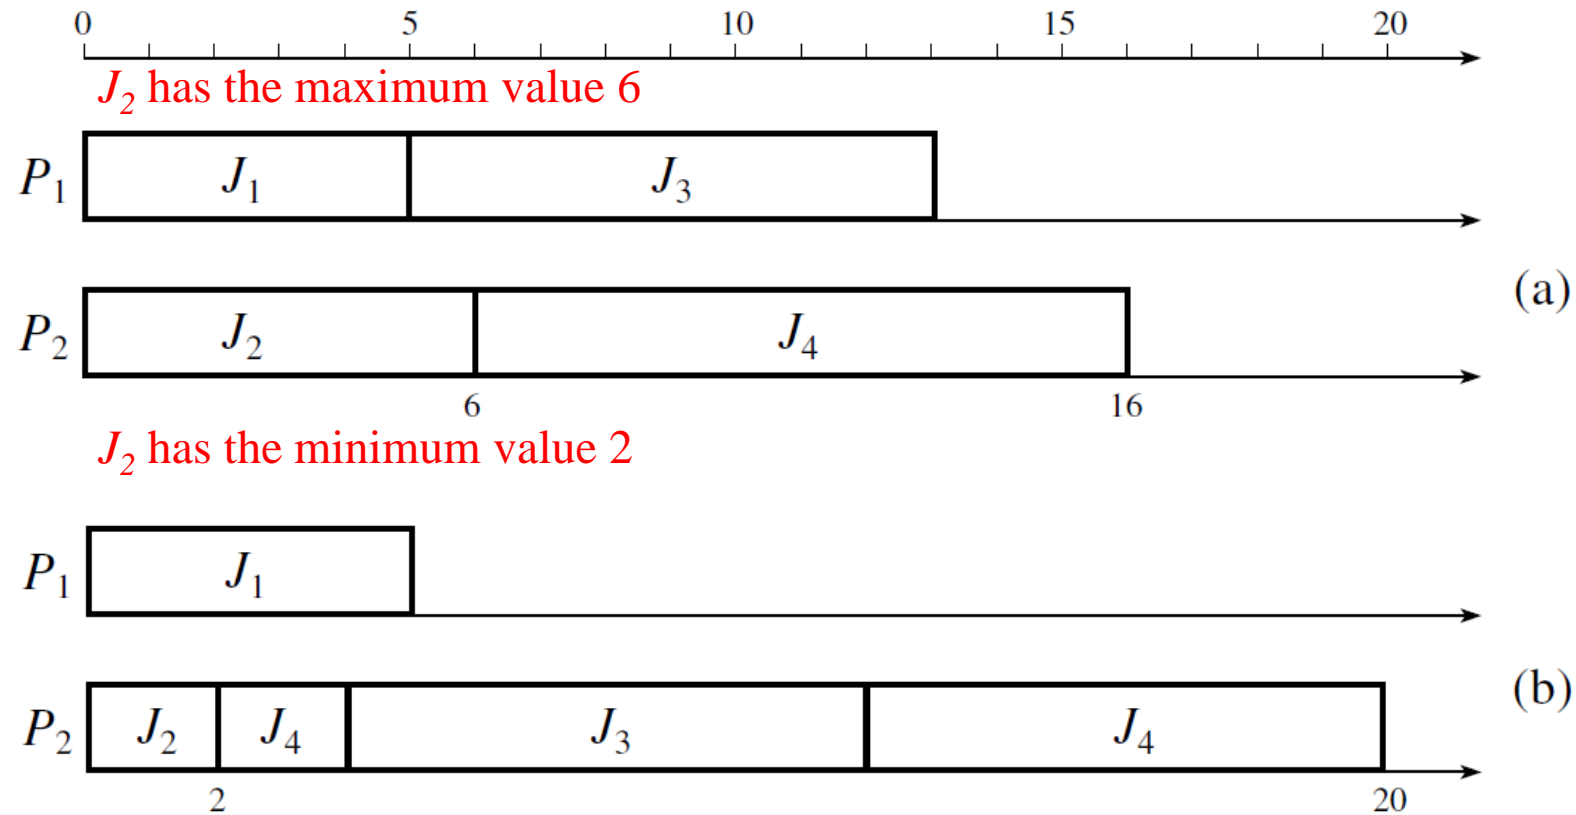 0 5 10 15 20
J2 has the maximum value 6
P1 J1 J3
(a)
P2 J2 J4
6 16
J2 has the minimum value 2
P1 J1
(b)
P2 J2 J4 J3 J4
2 20